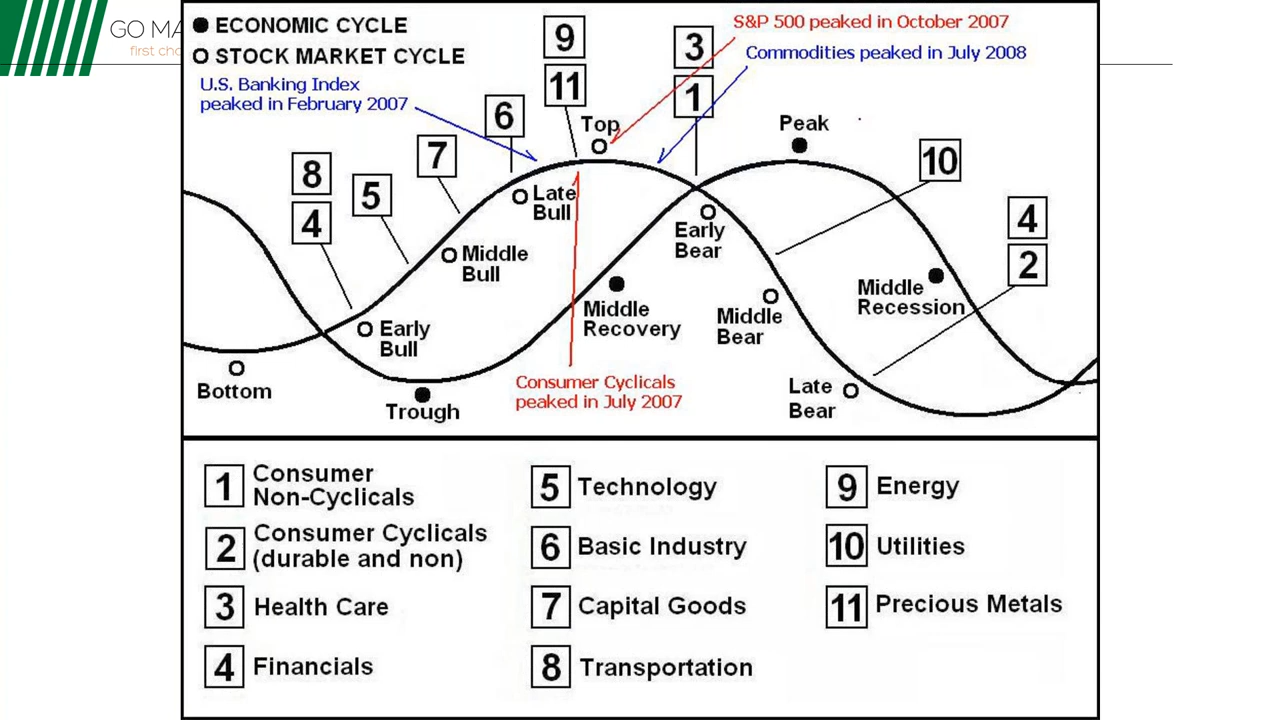 GO MA
first cho
ECONOMIC CYCLE
STOCK MARKET CYCLE
U.S. Banking Index
peaked in February 2007
S&P 500 peaked in October 2007
Commodities peaked in July 2008
9
11
3
1
6
7
8
4
5
10
4
2
Top
Peak
Late
Bull
Middle
Bull
Early
Bull
Bottom
Trough
Early
Bear
Middle
Recovery
Middle
Bear
Middle
Recession
Late
Bear
Consumer Cyclicals
peaked in July 2007
1 Consumer
Non-Cyclicals
2 Consumer Cyclicals
(durable and non)
3 Health Care
4 Financials
5 Technology
6 Basic Industry
7 Capital Goods
8 Transportation
9 Energy
10 Utilities
11 Precious Metals